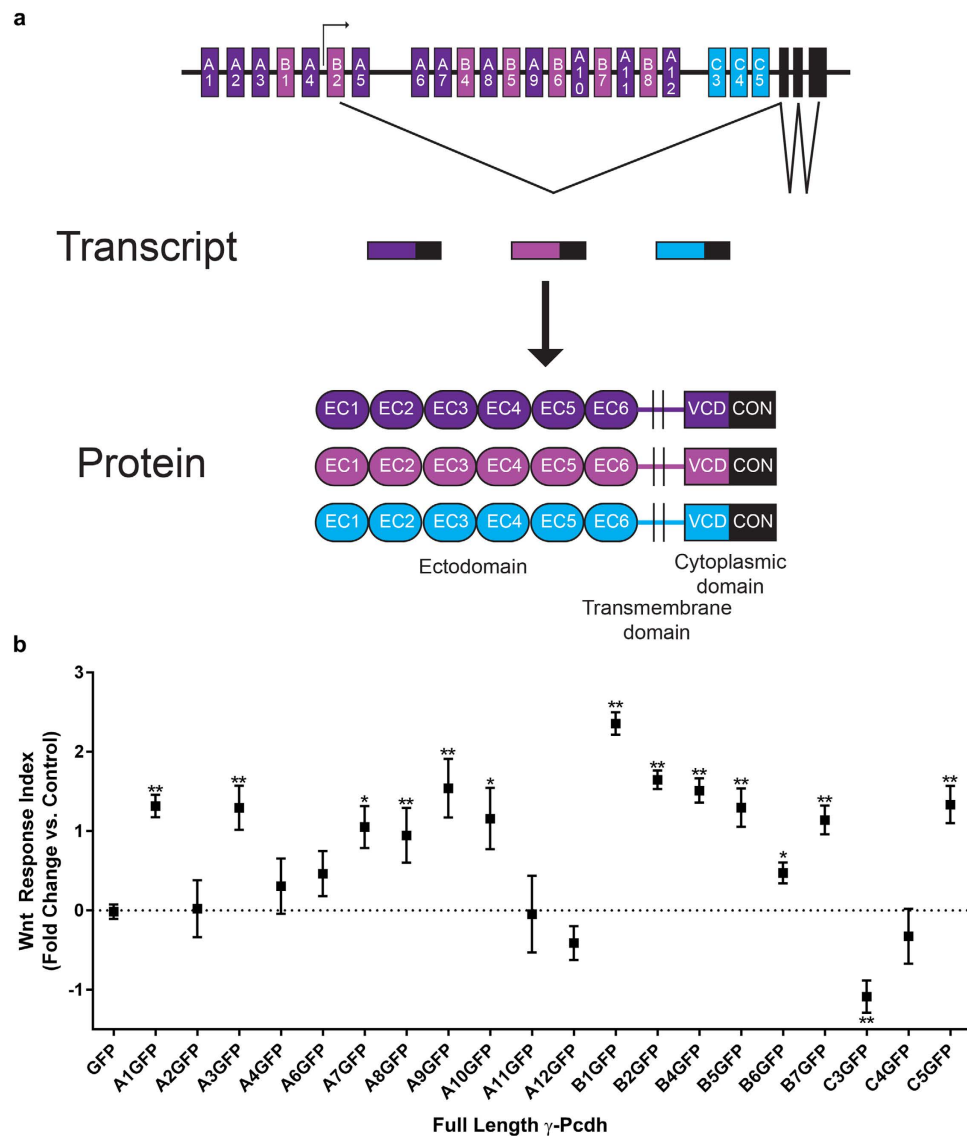 a
A1 A2 A3 B1 A4 B2 A5 A6 A7 B4 A8 B5 A9 B6 A10 B7 A11 B8 A12 C3 C4 C5
Transcript
Protein
EC1 EC2 EC3 EC4 EC5 EC6 VCD CON
EC1 EC2 EC3 EC4 EC5 EC6 VCD CON
EC1 EC2 EC3 EC4 EC5 EC6 VCD CON
Ectodomain
Cytoplasmic
domain
Transmembrane
domain
b
Wnt Response Index
(Fold Change vs. Control)
3
2
1
0
-1
** ** * ** ** * ** ** ** ** * ** ** **
GFP A1GFP A2GFP A3GFP A4GFP A6GFP A7GFP A8GFP A9GFP A10GFP A11GFP A12GFP B1GFP B2GFP B4GFP B5GFP B6GFP B7GFP C3GFP C4GFP C5GFP
Full Length γ-Pcdh